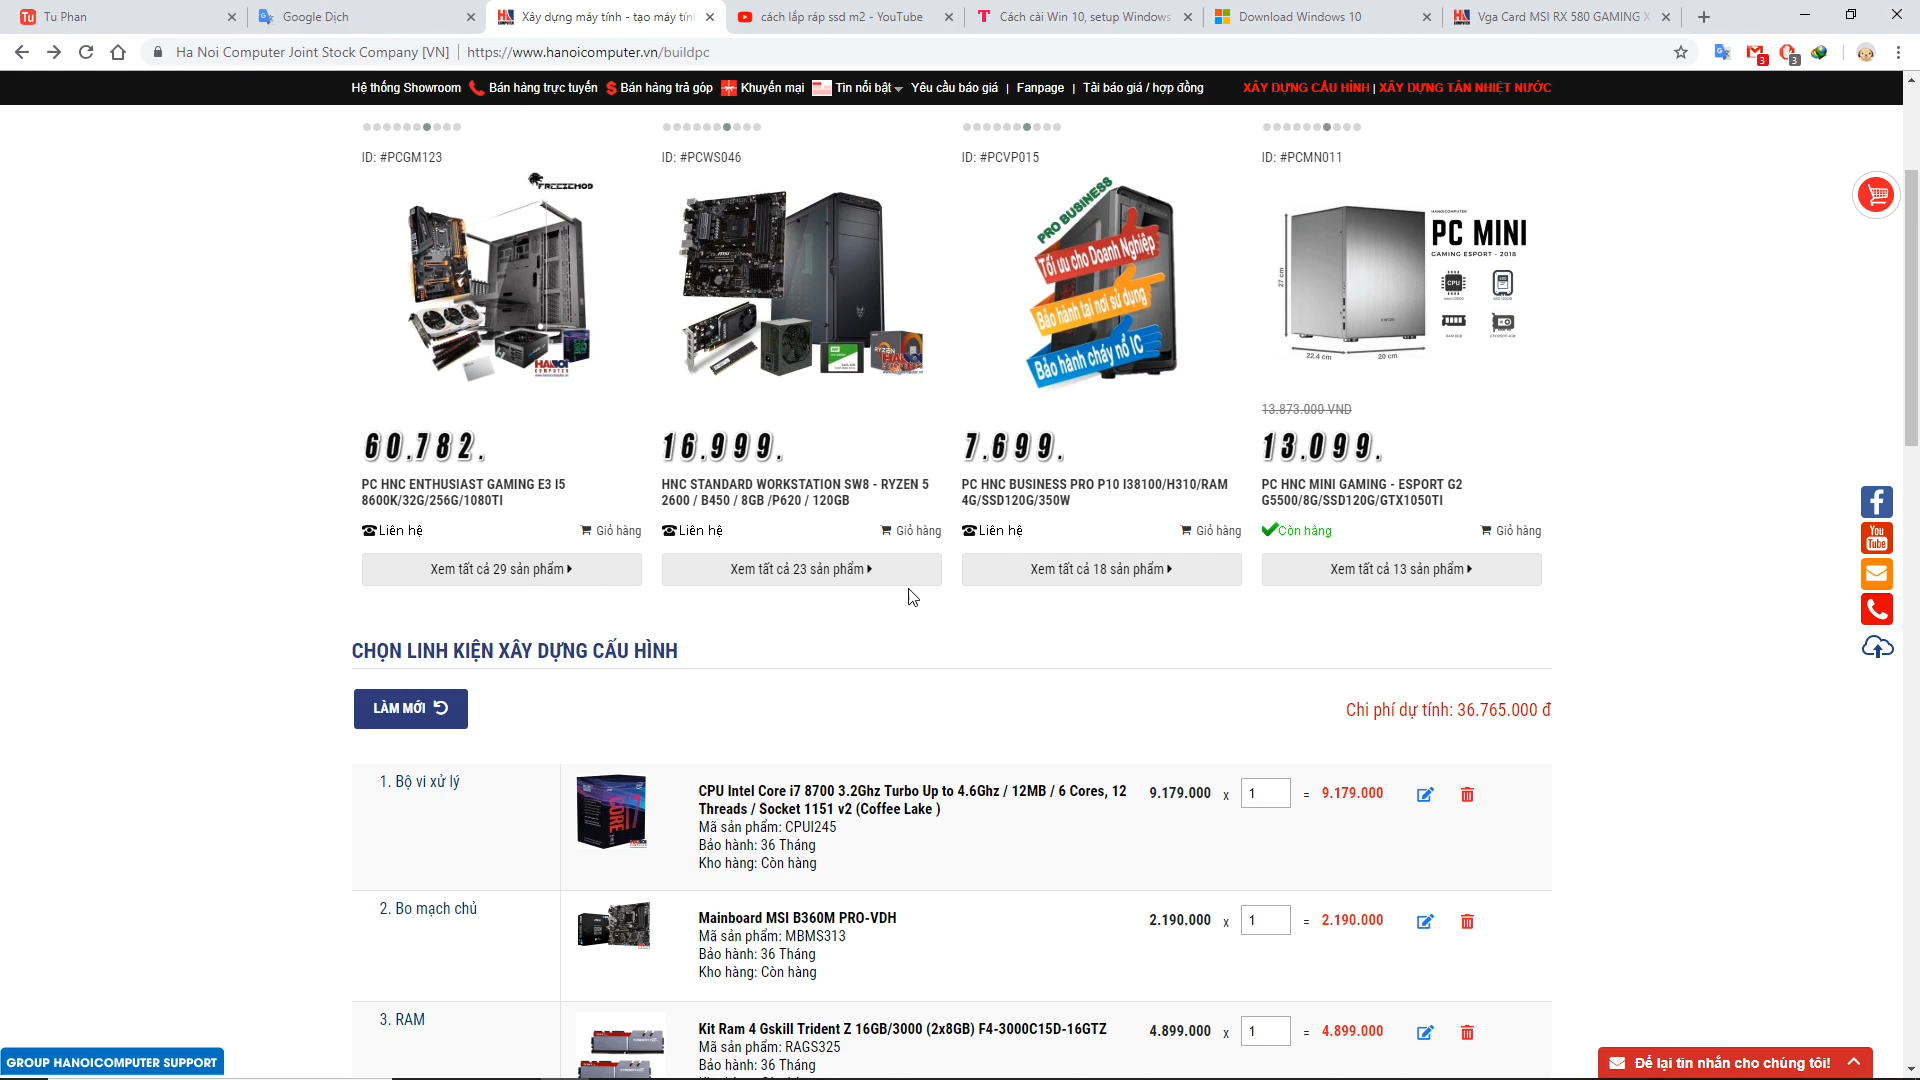 Tu Phan
Google Dịch
Xây dựng máy tính - tạo máy tín
cách lắp ráp ssd m2 - YouTube
Cách cài Win 10, setup Windows
Download Windows 10
Vga Card MSI RX 580 GAMING X
Ha Noi Computer Joint Stock Company [VN] https://www.hanoicomputer.vn/buildpc
3
3
Hệ thống Showroom Bán hàng trực tuyến Bán hàng trả góp Khuyến mại Tin nổi bật Yêu cầu báo giá | Fanpage | Tải báo giá / hợp đồng XÂY DỰNG CẤU HÌNH | XÂY DỰNG TẢN NHIỆT NƯỚC
ID: #PCGM123
FREEZEMOD
60.782.
PC HNC ENTHUSIAST GAMING E3 I5
8600K/32G/256G/1080TI
Liên hệ Giỏ hàng
Xem tất cả 29 sản phẩm
ID: #PCWS046
16.999.
HNC STANDARD WORKSTATION SW8 - RYZEN 5
2600 / B450 / 8GB /P620 / 120GB
Liên hệ Giỏ hàng
Xem tất cả 23 sản phẩm
ID: #PCVP015
PRO BUSINESS
Tối ưu cho Doanh Nghiệp
Bảo hành tại nơi sử dụng
Bảo hành cháy nổ IC
7.699.
PC HNC BUSINESS PRO P10 I38100/H310/RAM
4G/SSD120G/350W
Liên hệ Giỏ hàng
Xem tất cả 18 sản phẩm
ID: #PCMN011
HANOICOMPUTER
PC MINI
GAMING ESPORT - 2018
CPU
27 cm
22.4 cm
20 cm
13.873.000 VND
13.099.
PC HNC MINI GAMING - ESPORT G2
G5500/8G/SSD120G/GTX1050TI
Còn hàng Giỏ hàng
Xem tất cả 13 sản phẩm
You
Tube
CHỌN LINH KIỆN XÂY DỰNG CẤU HÌNH
LÀM MỚI
Chi phí dự tính: 36.765.000 đ
1. Bộ vi xử lý
CPU Intel Core i7 8700 3.2Ghz Turbo Up to 4.6Ghz / 12MB / 6 Cores, 12
Threads / Socket 1151 v2 (Coffee Lake )
Mã sản phẩm: CPUI245
Bảo hành: 36 Tháng
Kho hàng: Còn hàng
9.179.000 x 1 = 9.179.000
2. Bo mạch chủ
Mainboard MSI B360M PRO-VDH
Mã sản phẩm: MBMS313
Bảo hành: 36 Tháng
Kho hàng: Còn hàng
2.190.000 x 1 = 2.190.000
3. RAM
Kit Ram 4 Gskill Trident Z 16GB/3000 (2x8GB) F4-3000C15D-16GTZ
Mã sản phẩm: RAGS325
Bảo hành: 36 Tháng
4.899.000 x 1 = 4.899.000
GROUP HANOICOMPUTER SUPPORT
Để lại tin nhắn cho chúng tôi!